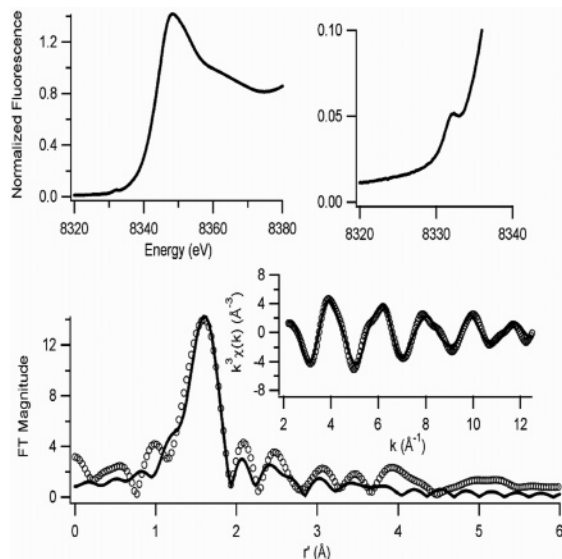 Normalized Fluorescence
1.2
0.8
0.4
0.0
8320 8340 8360 8380
Energy (eV)
0.10
0.05
0.00
8320 8330 8340
FT Magnitude
12
8
4
0
0 1 2 3 4 5 6
r' (Å)
k³χ(k) (Å⁻³)
8
4
0
-4
-8
2 4 6 8 10 12
k (Å⁻¹)